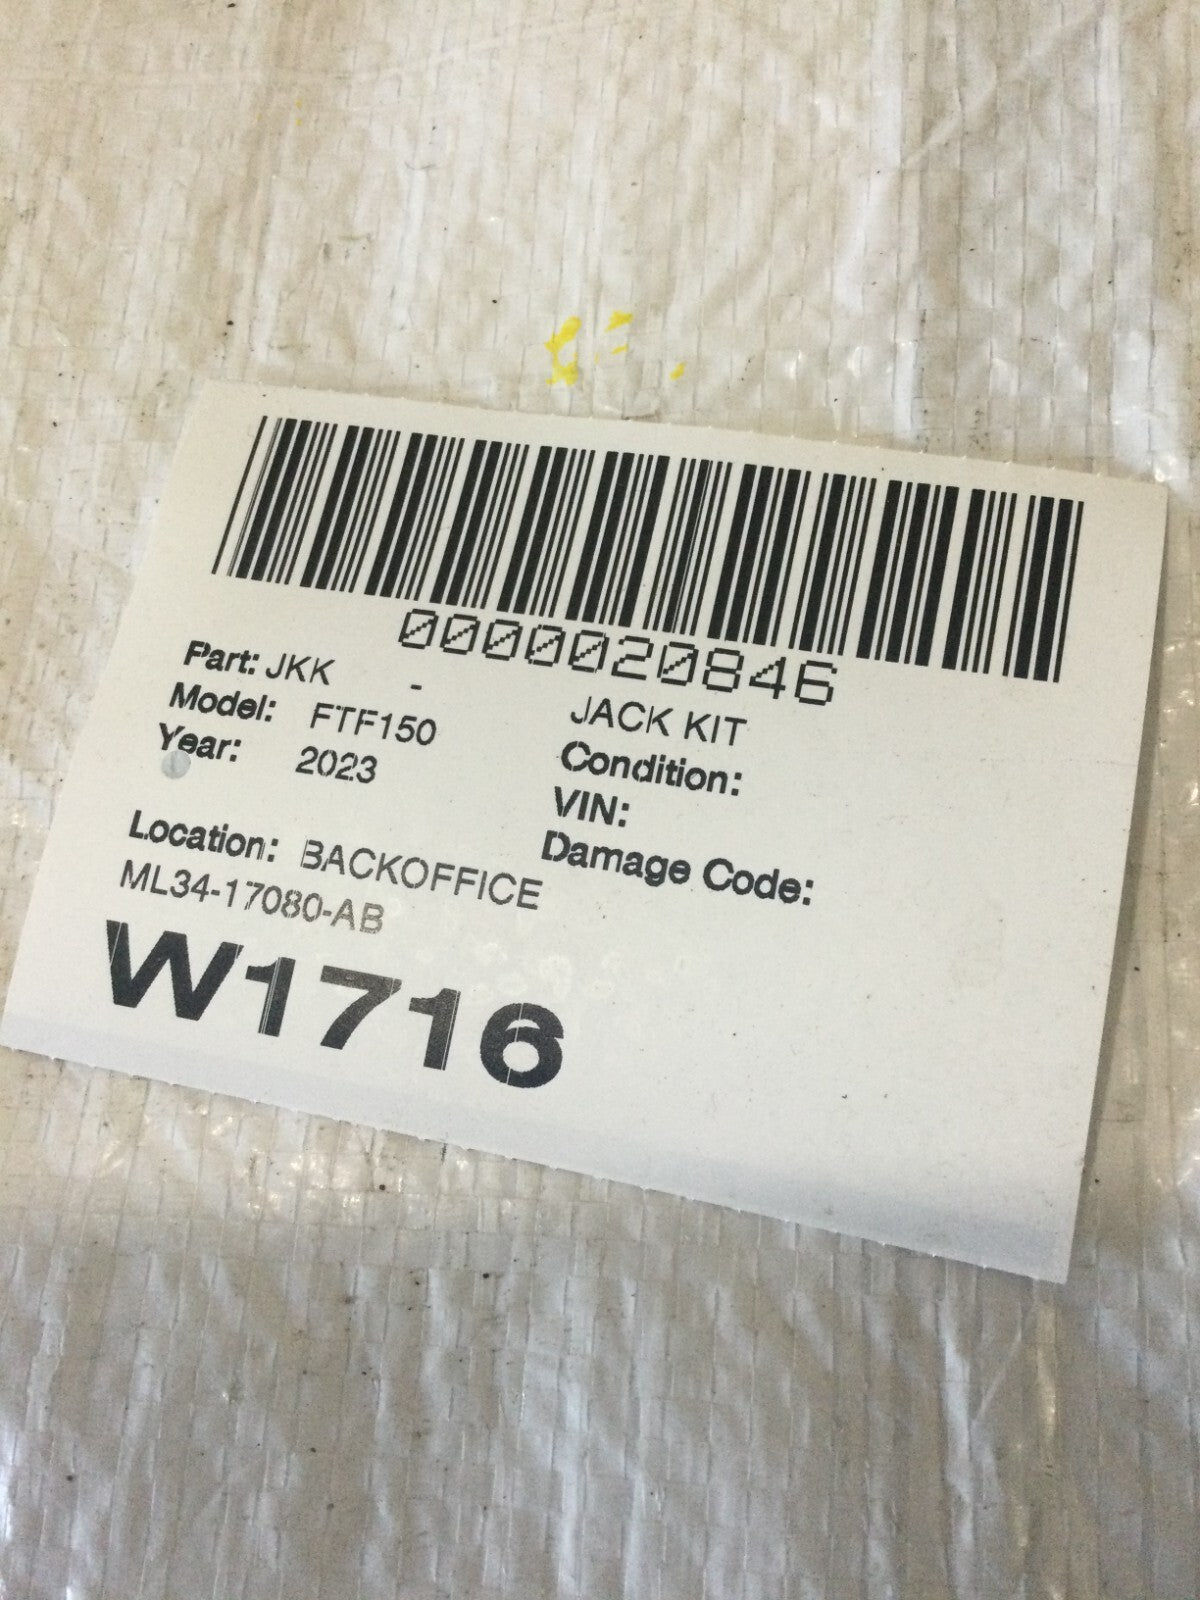 0000020846
Part: JKK - JACK KIT
Model: FTF150 Condition:
Year: 2023 VIN:
Damage Code:
Location: BACKOFFICE
ML34-17080-AB
W1716